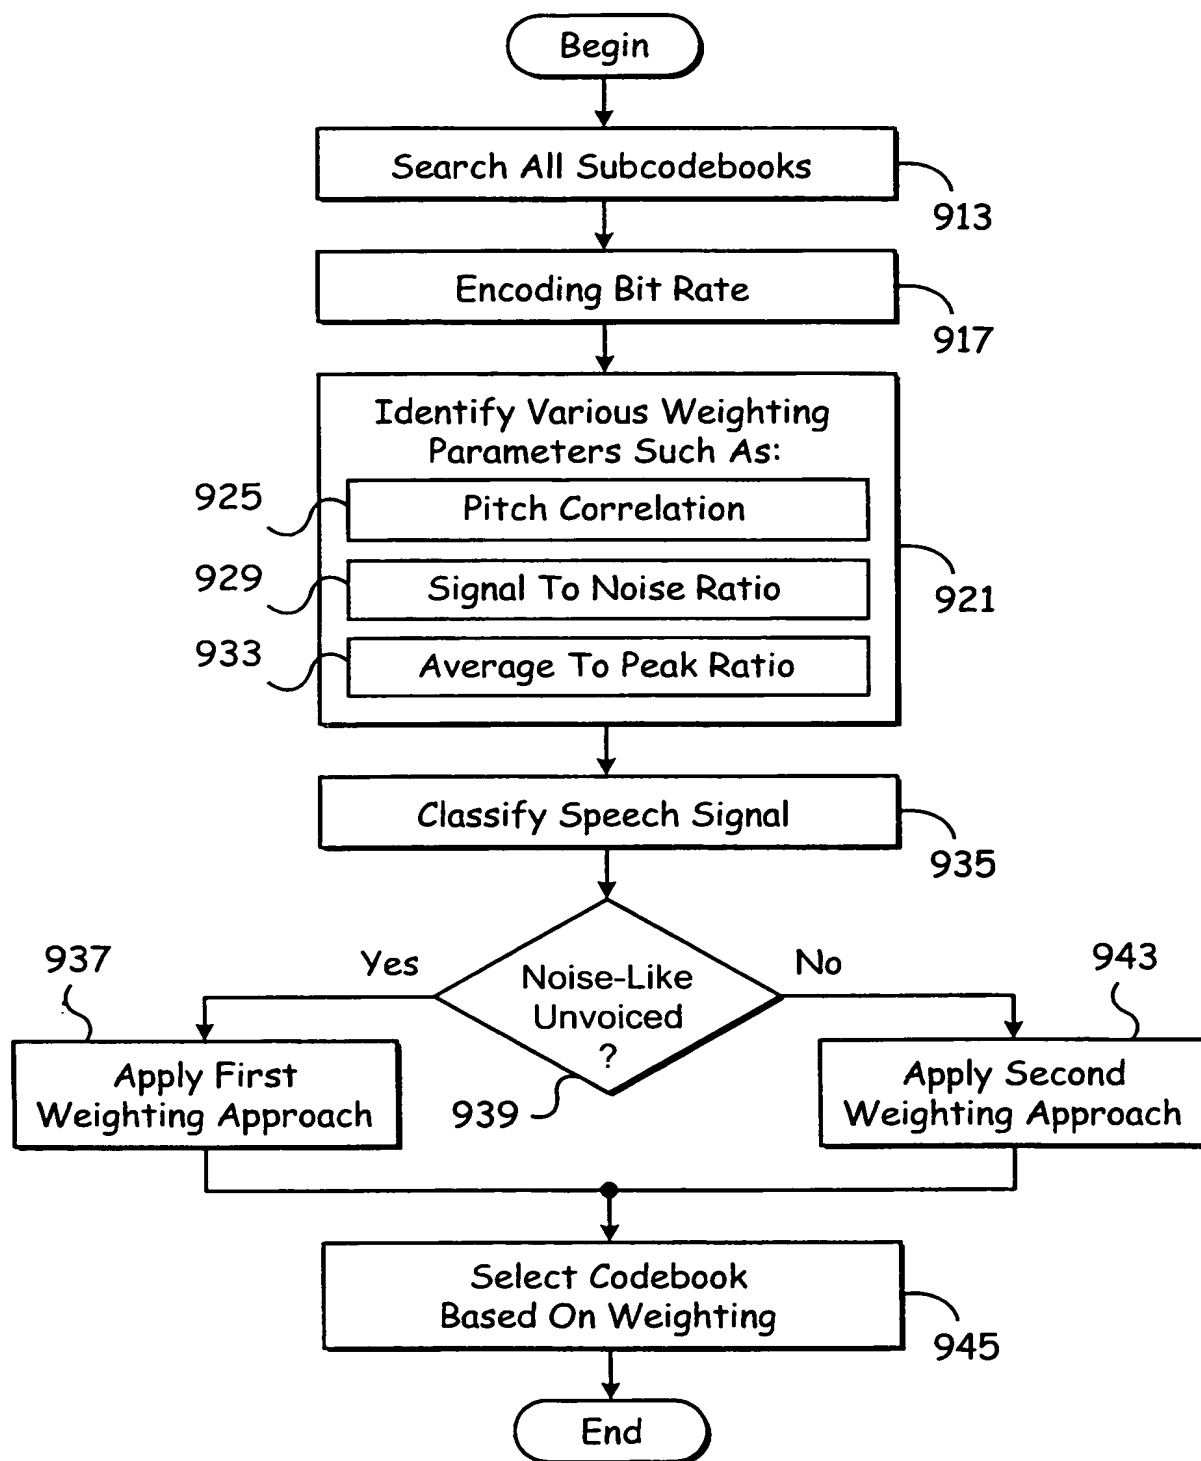 Begin
Search All Subcodebooks
913
Encoding Bit Rate
917
Identify Various Weighting
Parameters Such As:
925
Pitch Correlation
929
Signal To Noise Ratio
921
933
Average To Peak Ratio
Classify Speech Signal
935
937
Yes
No
943
Noise-Like
Unvoiced
?
Apply First
Weighting Approach
939
Apply Second
Weighting Approach
Select Codebook
Based On Weighting
945
End